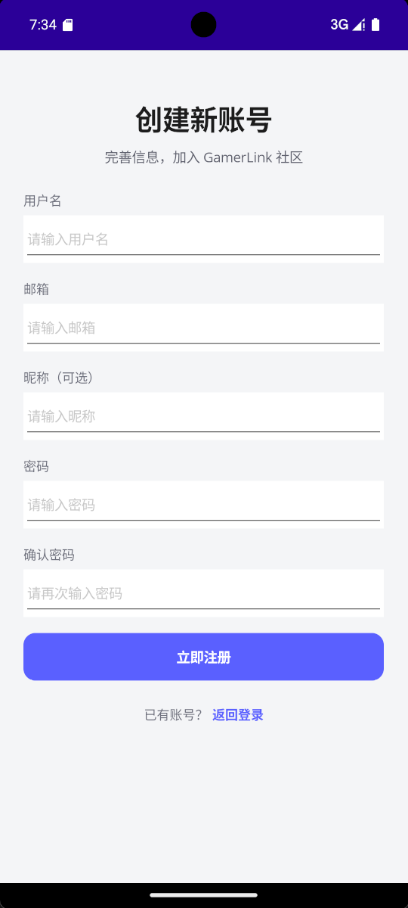 7:34
3G
创建新账号
完善信息，加入 GamerLink 社区
用户名
请输入用户名
邮箱
请输入邮箱
昵称（可选）
请输入昵称
密码
请输入密码
确认密码
请再次输入密码
立即注册
已有账号？ 返回登录